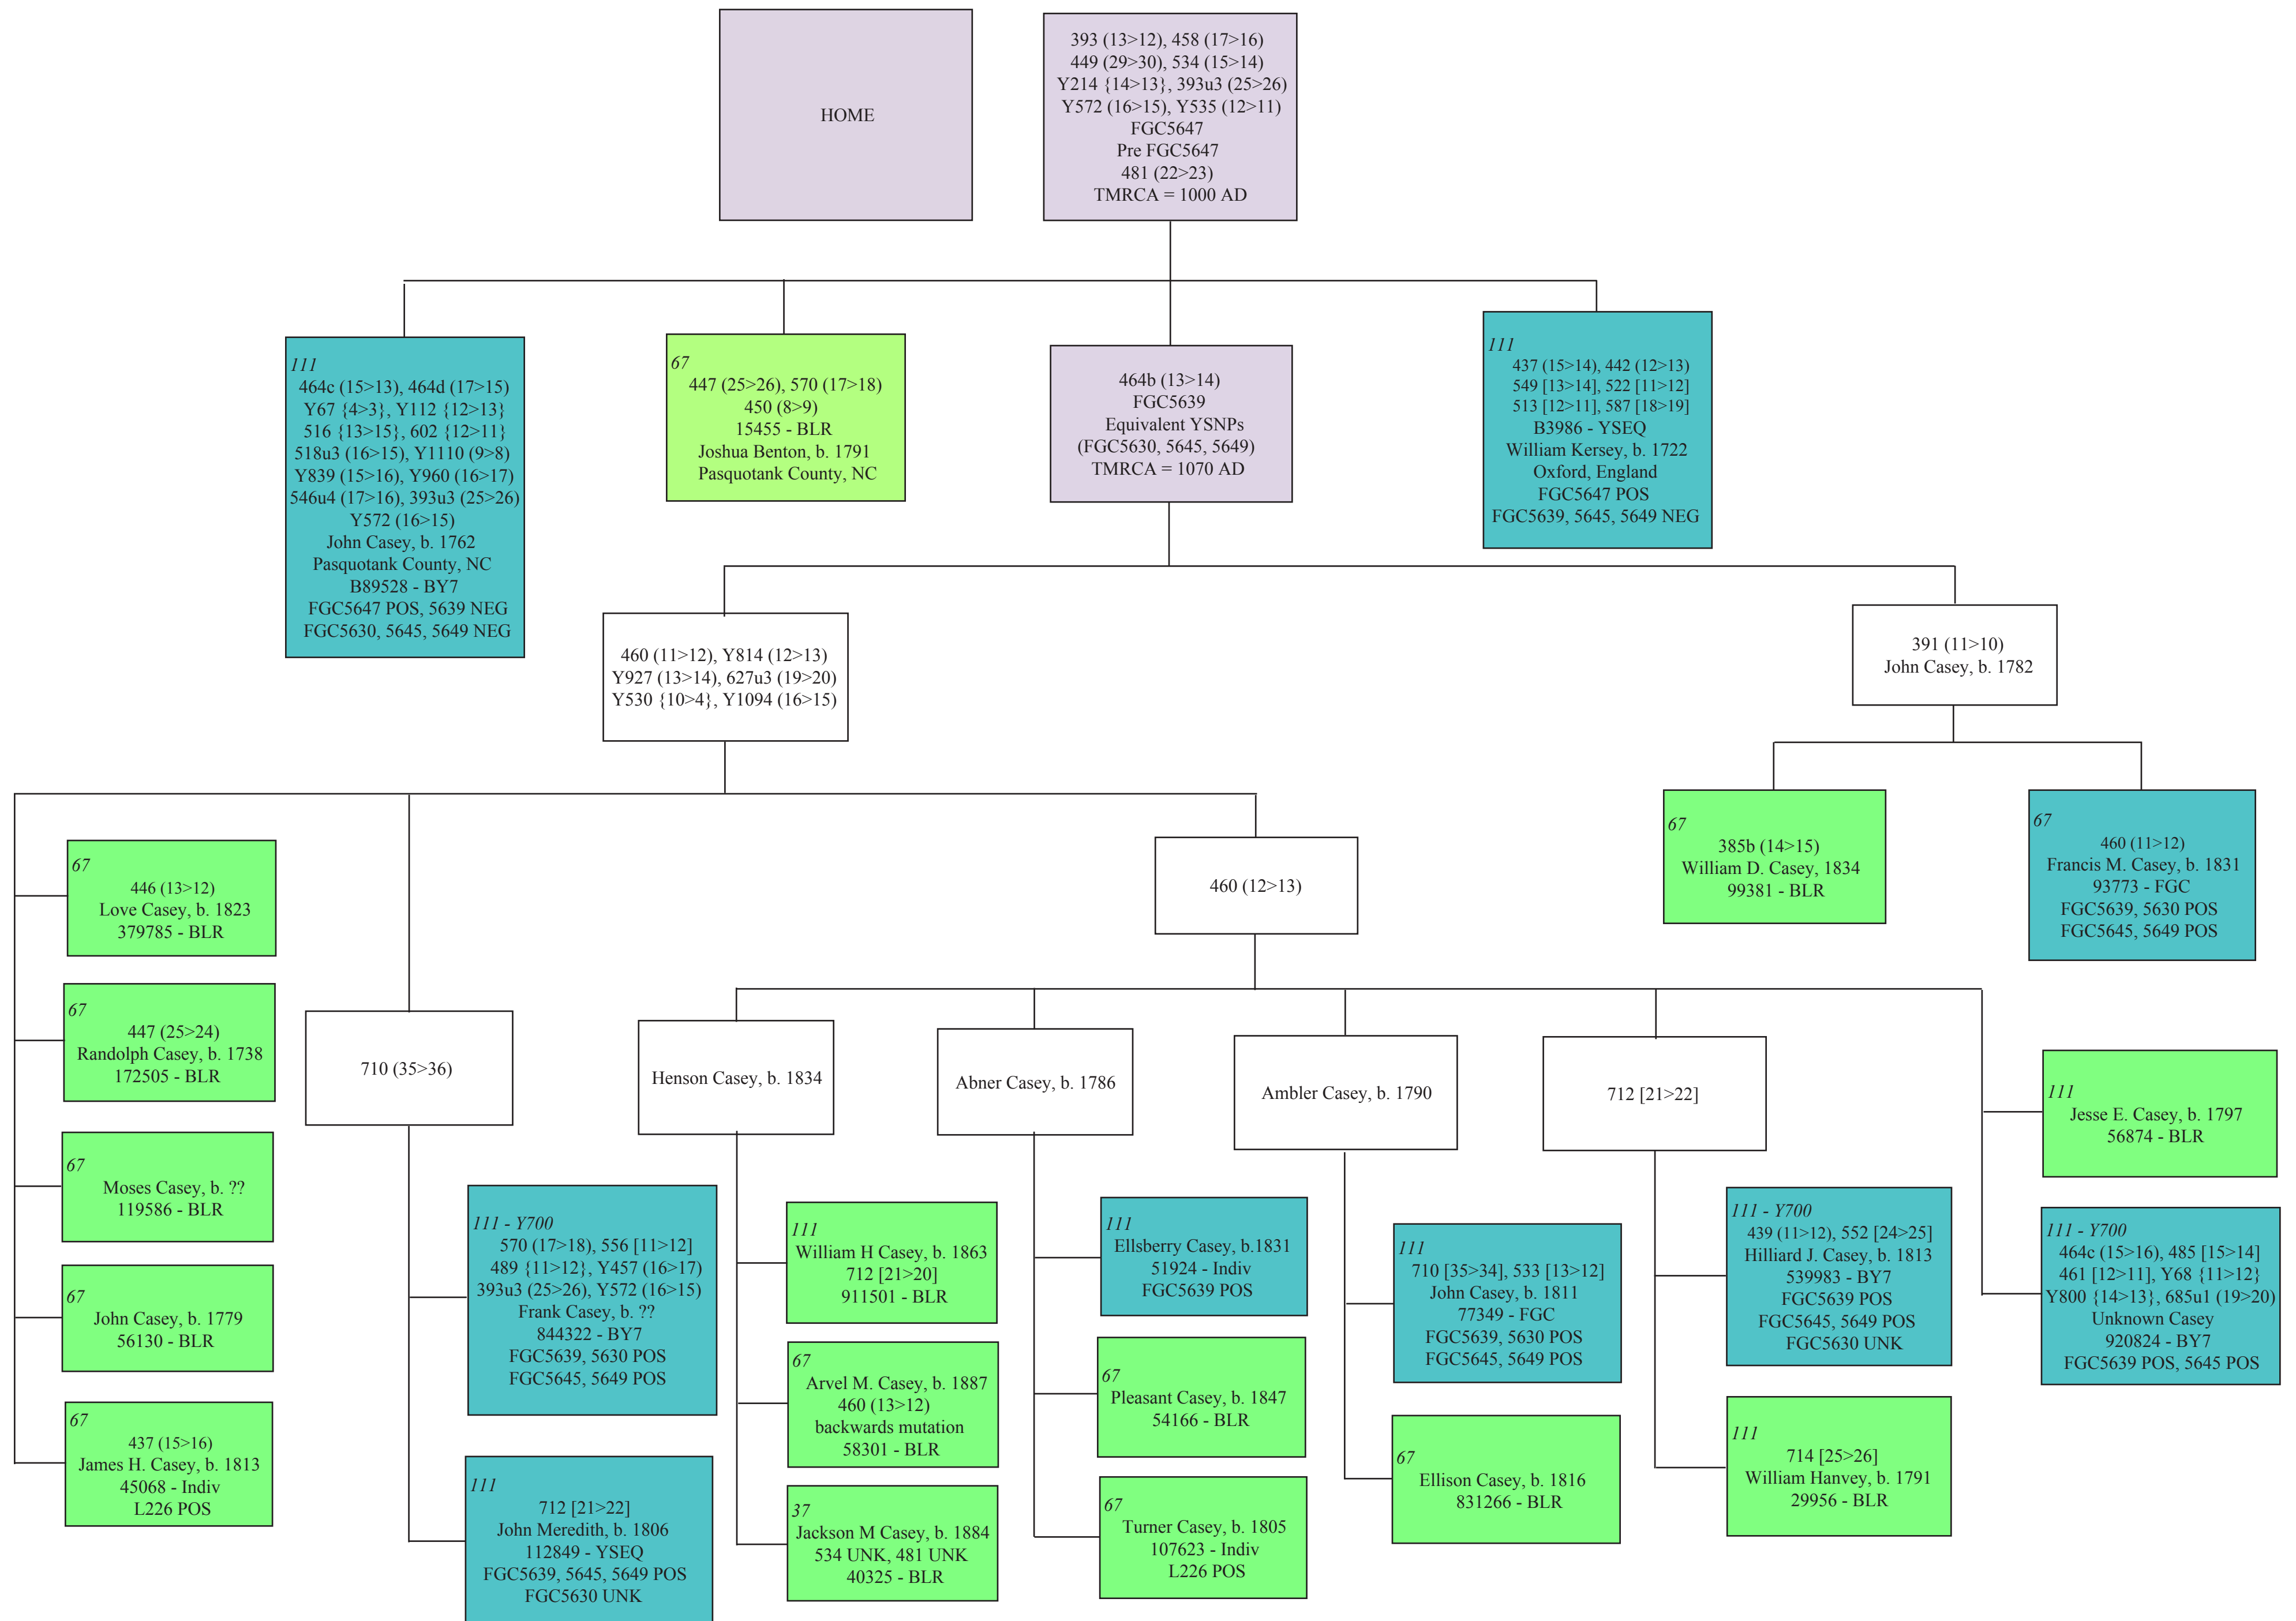 HOME
393 (13>12), 458 (17>16)
449 (29>30), 534 (15>14)
Y214 {14>13}, 393u3 (25>26)
Y572 (16>15), Y535 (12>11)
FGC5647
Pre FGC5647
481 (22>23)
TMRCA = 1000 AD
111
464c (15>13), 464d (17>15)
Y67 {4>3}, Y112 {12>13}
516 {13>15}, 602 {12>11}
518u3 (16>15), Y1110 (9>8)
Y839 (15>16), Y960 (16>17)
546u4 (17>16), 393u3 (25>26)
Y572 (16>15)
John Casey, b. 1762
Pasquotank County, NC
B89528 - BY7
FGC5647 POS, 5639 NEG
FGC5630, 5645, 5649 NEG
67
447 (25>26), 570 (17>18)
450 (8>9)
15455 - BLR
Joshua Benton, b. 1791
Pasquotank County, NC
464b (13>14)
FGC5639
Equivalent YSNPs
(FGC5630, 5645, 5649)
TMRCA = 1070 AD
111
437 (15>14), 442 (12>13)
549 [13>14], 522 [11>12]
513 [12>11], 587 [18>19]
B3986 - YSEQ
William Kersey, b. 1722
Oxford, England
FGC5647 POS
FGC5639, 5645, 5649 NEG
460 (11>12), Y814 (12>13)
Y927 (13>14), 627u3 (19>20)
Y530 {10>4}, Y1094 (16>15)
391 (11>10)
John Casey, b. 1782
67
385b (14>15)
William D. Casey, 1834
99381 - BLR
67
460 (11>12)
Francis M. Casey, b. 1831
93773 - FGC
FGC5639, 5630 POS
FGC5645, 5649 POS
67
446 (13>12)
Love Casey, b. 1823
379785 - BLR
67
447 (25>24)
Randolph Casey, b. 1738
172505 - BLR
67
Moses Casey, b. ??
119586 - BLR
67
John Casey, b. 1779
56130 - BLR
67
437 (15>16)
James H. Casey, b. 1813
45068 - Indiv
L226 POS
710 (35>36)
111 - Y700
570 (17>18), 556 [11>12]
489 {11>12}, Y457 (16>17)
393u3 (25>26), Y572 (16>15)
Frank Casey, b. ??
844322 - BY7
FGC5639, 5630 POS
FGC5645, 5649 POS
111
712 [21>22]
John Meredith, b. 1806
112849 - YSEQ
FGC5639, 5645, 5649 POS
FGC5630 UNK
460 (12>13)
Henson Casey, b. 1834
111
William H Casey, b. 1863
712 [21>20]
911501 - BLR
67
Arvel M. Casey, b. 1887
460 (13>12)
backwards mutation
58301 - BLR
37
Jackson M Casey, b. 1884
534 UNK, 481 UNK
40325 - BLR
Abner Casey, b. 1786
111
Ellsberry Casey, b.1831
51924 - Indiv
FGC5639 POS
67
Pleasant Casey, b. 1847
54166 - BLR
67
Turner Casey, b. 1805
107623 - Indiv
L226 POS
Ambler Casey, b. 1790
111
710 [35>34], 533 [13>12]
John Casey, b. 1811
77349 - FGC
FGC5639, 5630 POS
FGC5645, 5649 POS
67
Ellison Casey, b. 1816
831266 - BLR
712 [21>22]
111 - Y700
439 (11>12), 552 [24>25]
Hilliard J. Casey, b. 1813
539983 - BY7
FGC5639 POS
FGC5645, 5649 POS
FGC5630 UNK
111
714 [25>26]
William Hanvey, b. 1791
29956 - BLR
111
Jesse E. Casey, b. 1797
56874 - BLR
111 - Y700
464c (15>16), 485 [15>14]
461 [12>11], Y68 {11>12}
Y800 {14>13}, 685u1 (19>20)
Unknown Casey
920824 - BY7
FGC5639 POS, 5645 POS